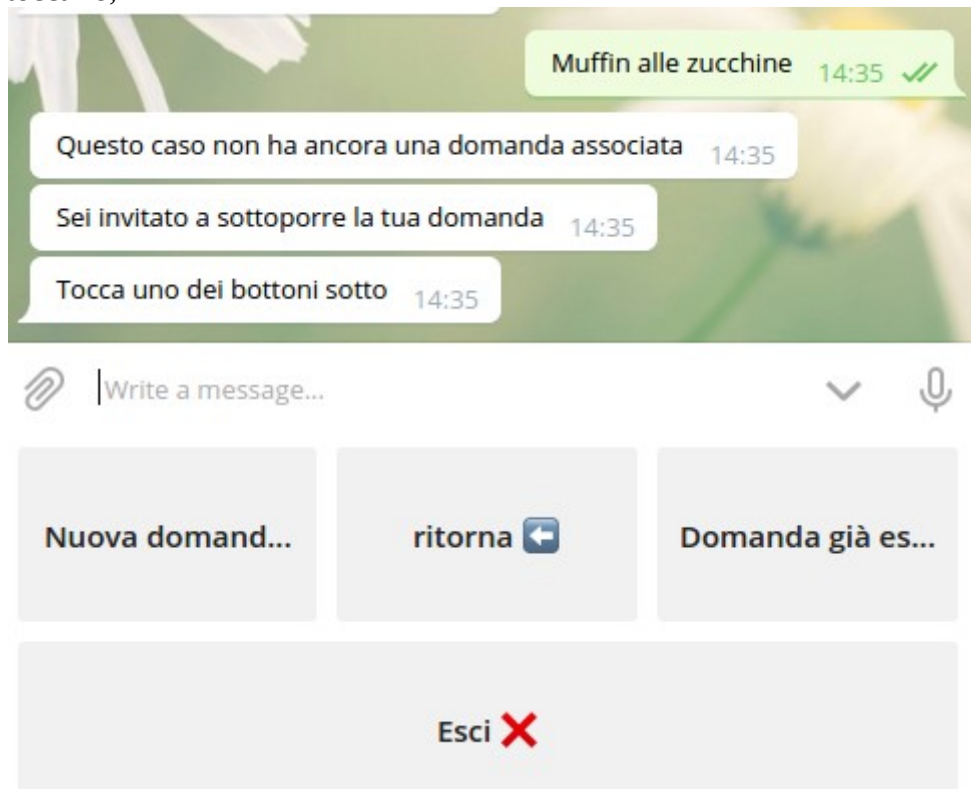 Muffin alle zucchine 14:35
Questo caso non ha ancora una domanda associata 14:35
Sei invitato a sottoporre la tua domanda 14:35
Tocca uno dei bottoni sotto 14:35
Write a message...
Nuova domand... ritorna ⬅️ Domanda già es...
Esci ❌